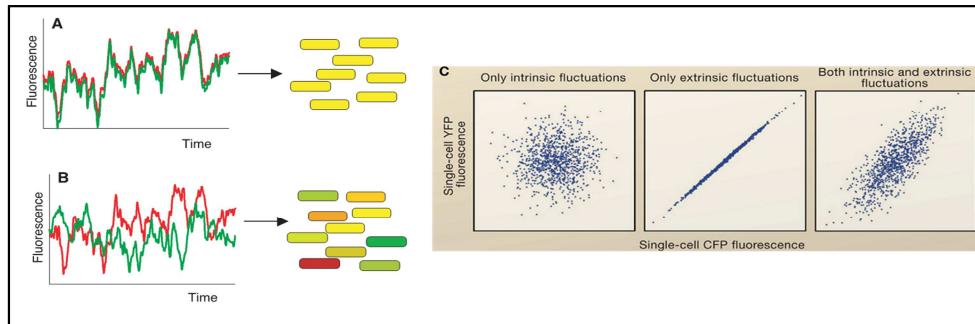 A
Fluorescence
Time
B
Fluorescence
Time
C
Only intrinsic fluctuations
Only extrinsic fluctuations
Both intrinsic and extrinsic
fluctuations
Single-cell YFP
fluorescence
Single-cell CFP fluorescence